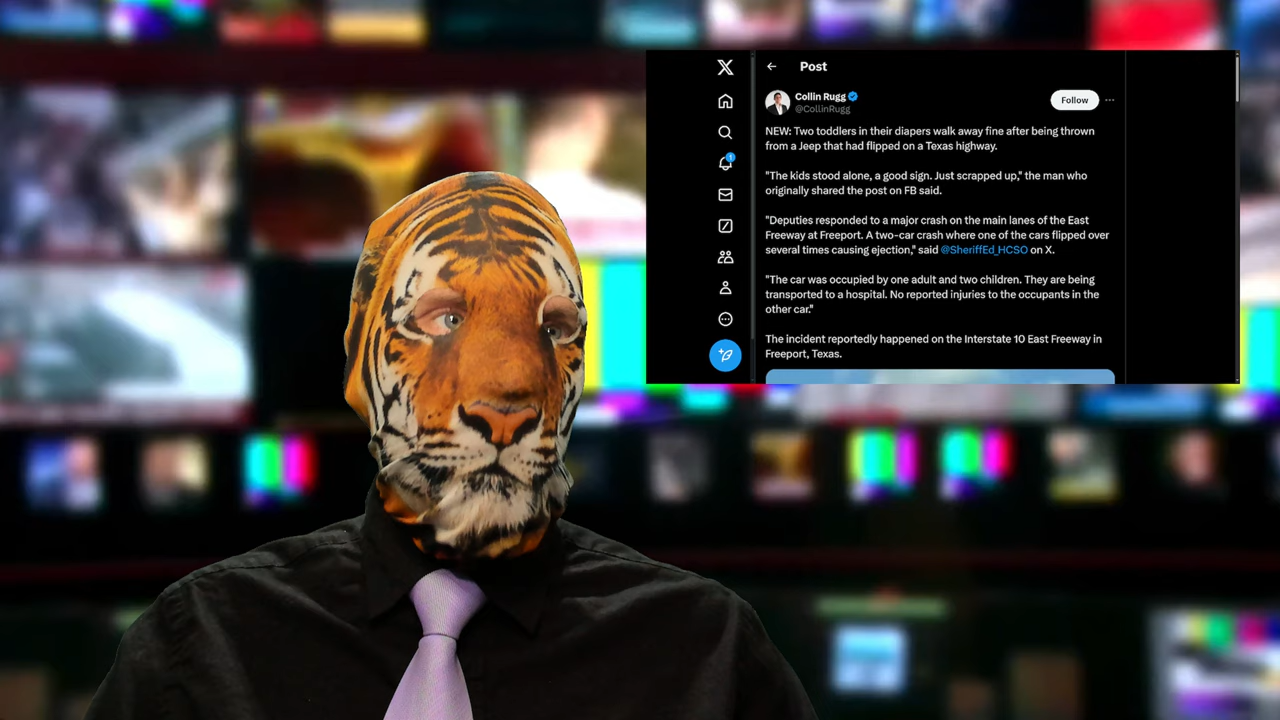 Post
Collin Rugg
@CollinRugg
Follow
1
NEW: Two toddlers in their diapers walk away fine after being thrown
from a Jeep that had flipped on a Texas highway.
"The kids stood alone, a good sign. Just scrapped up," the man who
originally shared the post on FB said.
"Deputies responded to a major crash on the main lanes of the East
Freeway at Freeport. A two-car crash where one of the cars flipped over
several times causing ejection," said @SheriffEd_HCSO on X.
"The car was occupied by one adult and two children. They are being
transported to a hospital. No reported injuries to the occupants in the
other car."
The incident reportedly happened on the Interstate 10 East Freeway in
Freeport, Texas.